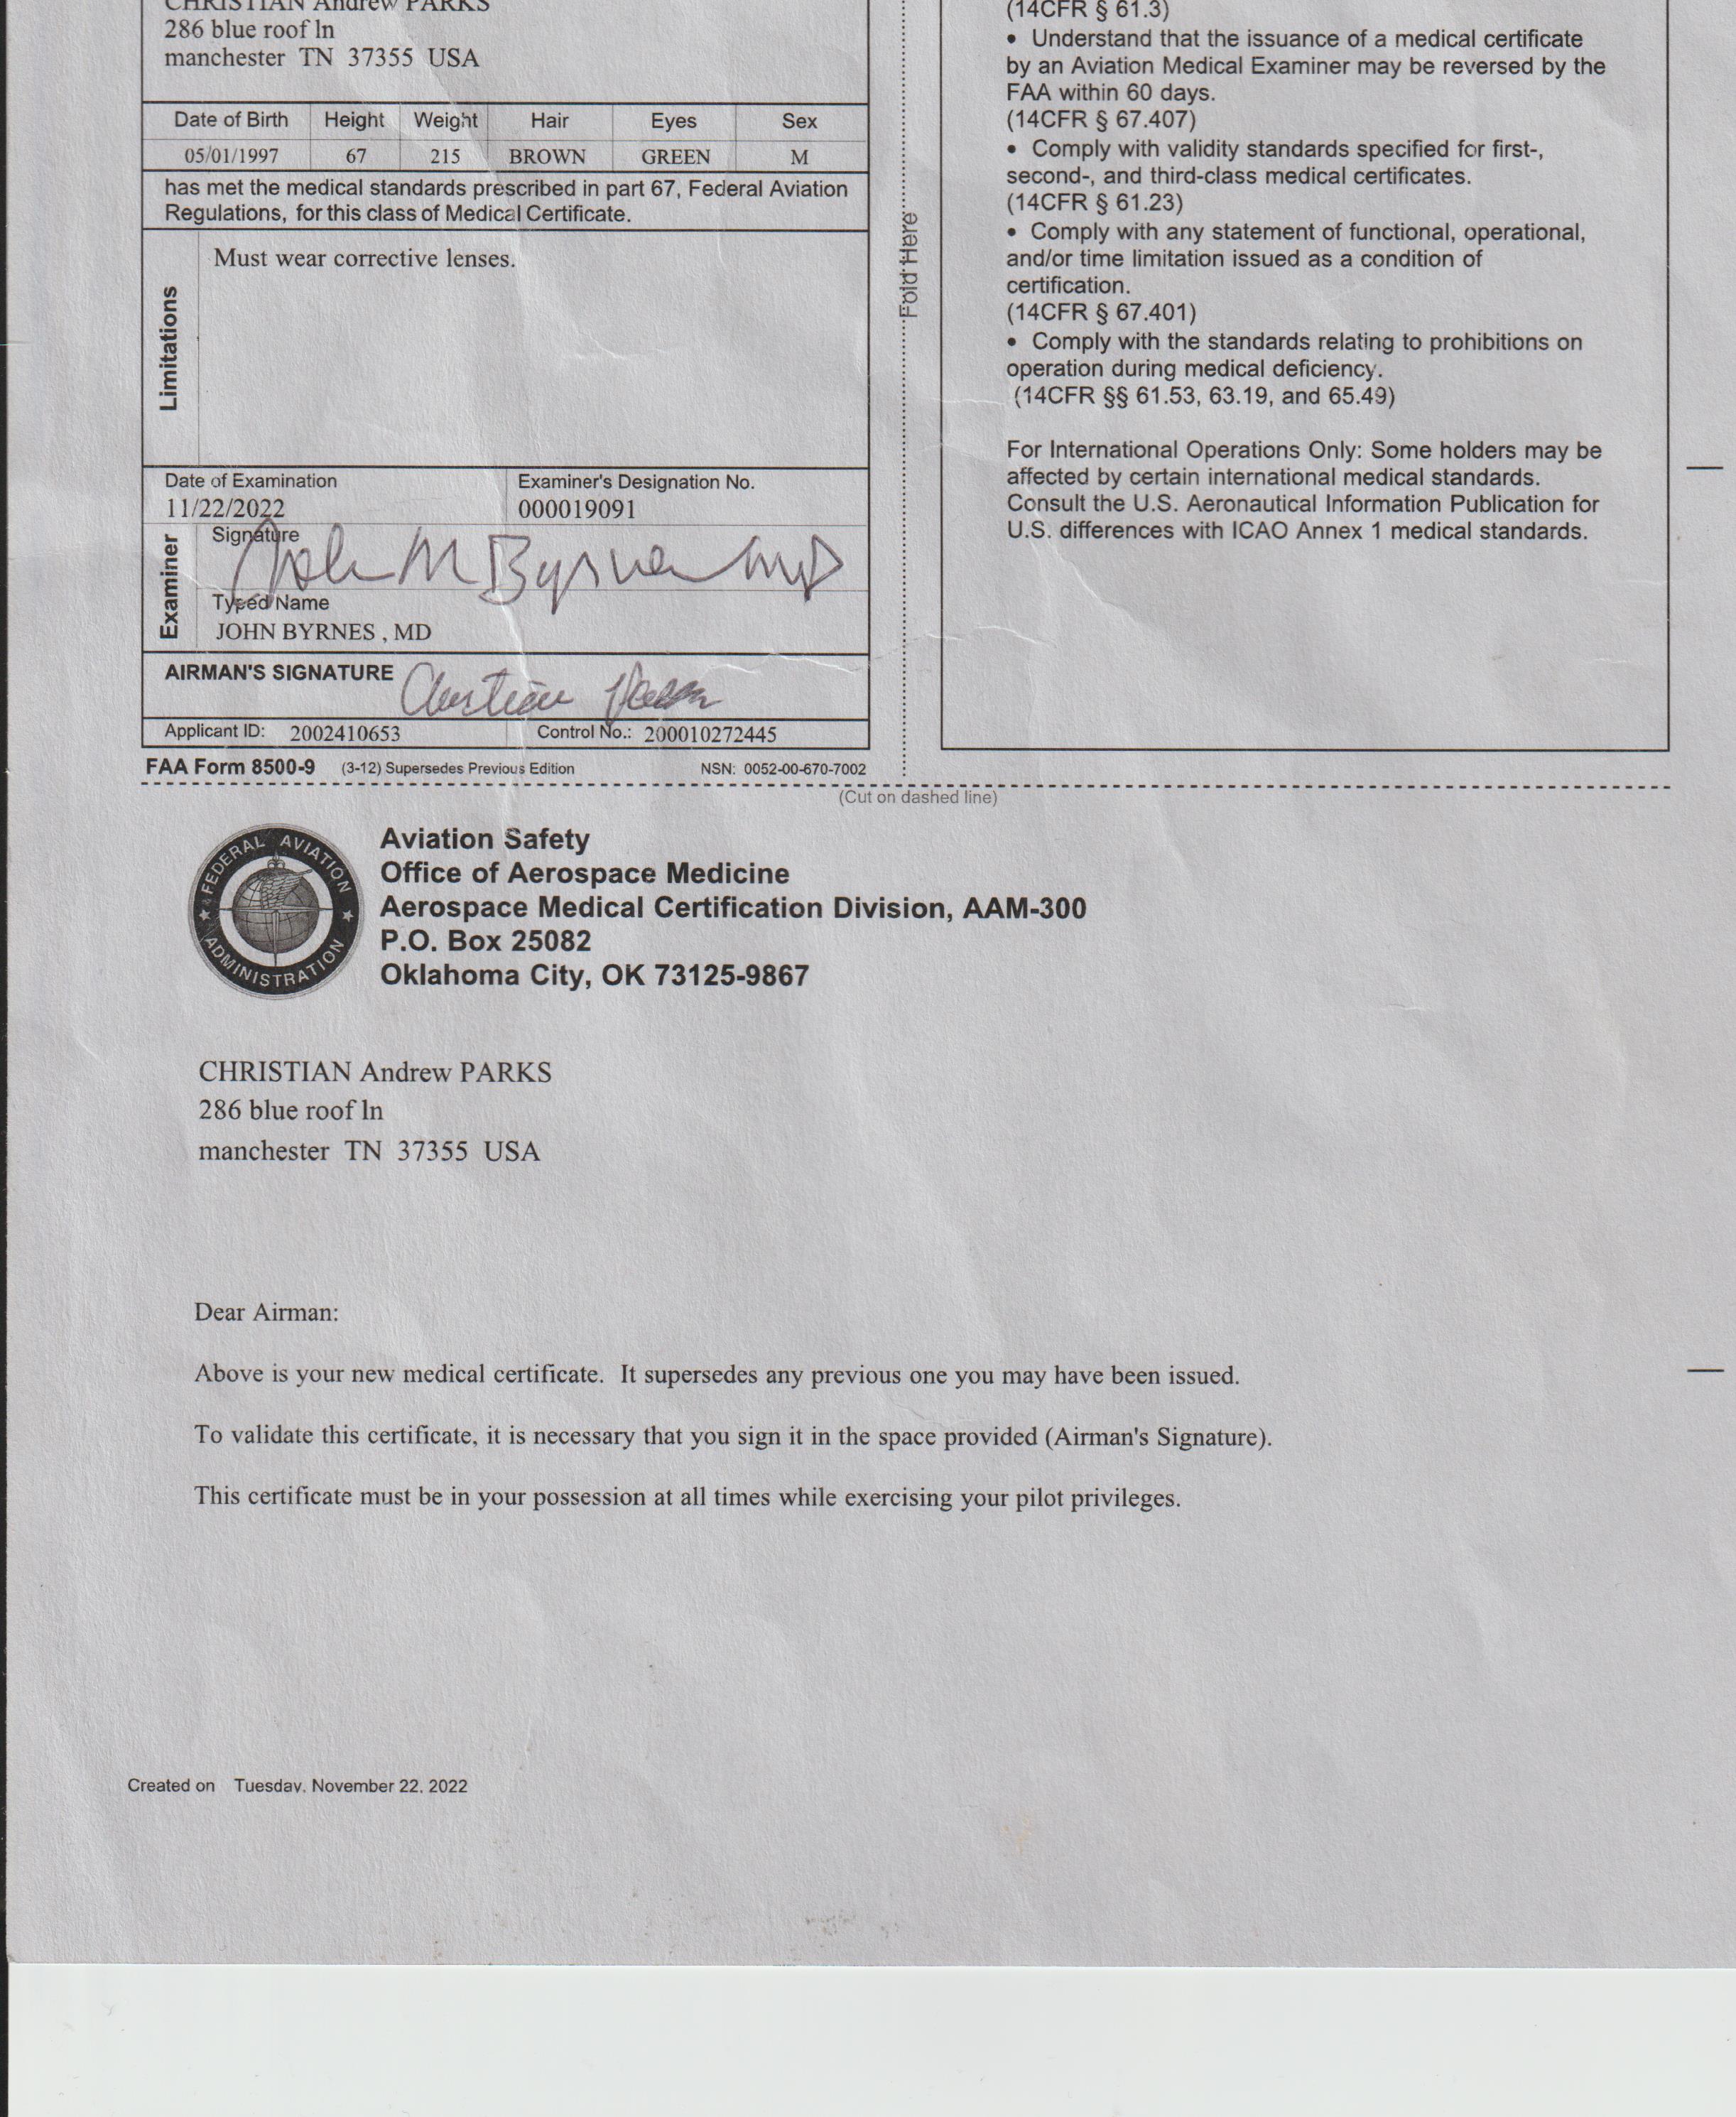 CHRISTIAN Andrew PARKS
286 blue roof ln
manchester TN 37355 USA
Date of Birth Height Weight Hair Eyes Sex
05/01/1997 67 215 BROWN GREEN M
has met the medical standards prescribed in part 67, Federal Aviation
Regulations, for this class of Medical Certificate.
Limitations
Must wear corrective lenses.
Date of Examination
11/22/2022
Examiner's Designation No.
000019091
Examiner
Signature
John M Byrnes MD
Typed Name
JOHN BYRNES , MD
AIRMAN'S SIGNATURE Christian Parks
Applicant ID: 2002410653 Control No.: 200010272445
FAA Form 8500-9 (3-12) Supersedes Previous Edition NSN: 0052-00-670-7002
Fold Here
(14CFR § 61.3)
• Understand that the issuance of a medical certificate
by an Aviation Medical Examiner may be reversed by the
FAA within 60 days.
(14CFR § 67.407)
• Comply with validity standards specified for first-,
second-, and third-class medical certificates.
(14CFR § 61.23)
• Comply with any statement of functional, operational,
and/or time limitation issued as a condition of
certification.
(14CFR § 67.401)
• Comply with the standards relating to prohibitions on
operation during medical deficiency.
(14CFR §§ 61.53, 63.19, and 65.49)
For International Operations Only: Some holders may be
affected by certain international medical standards.
Consult the U.S. Aeronautical Information Publication for
U.S. differences with ICAO Annex 1 medical standards.
(Cut on dashed line)
FEDERAL AVIATION
ADMINISTRATION
Aviation Safety
Office of Aerospace Medicine
Aerospace Medical Certification Division, AAM-300
P.O. Box 25082
Oklahoma City, OK 73125-9867
CHRISTIAN Andrew PARKS
286 blue roof ln
manchester TN 37355 USA
Dear Airman:
Above is your new medical certificate. It supersedes any previous one you may have been issued.
To validate this certificate, it is necessary that you sign it in the space provided (Airman's Signature).
This certificate must be in your possession at all times while exercising your pilot privileges.
Created on Tuesday, November 22, 2022